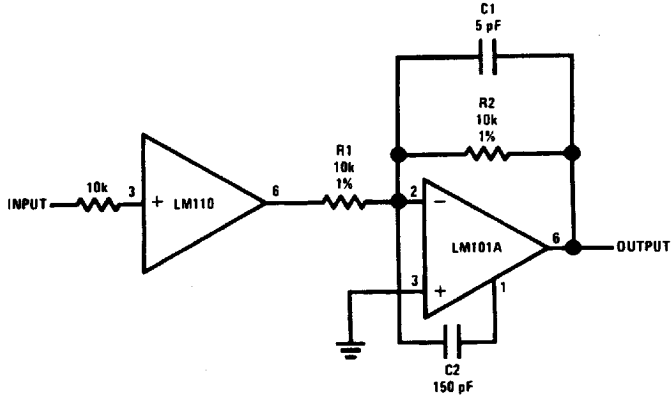 C1
5 pF
R2
10k
1%
R1
10k
1%
10k
3
+
LM110
6
2
−
INPUT
LM101A
6
OUTPUT
3
+
1
C2
150 pF